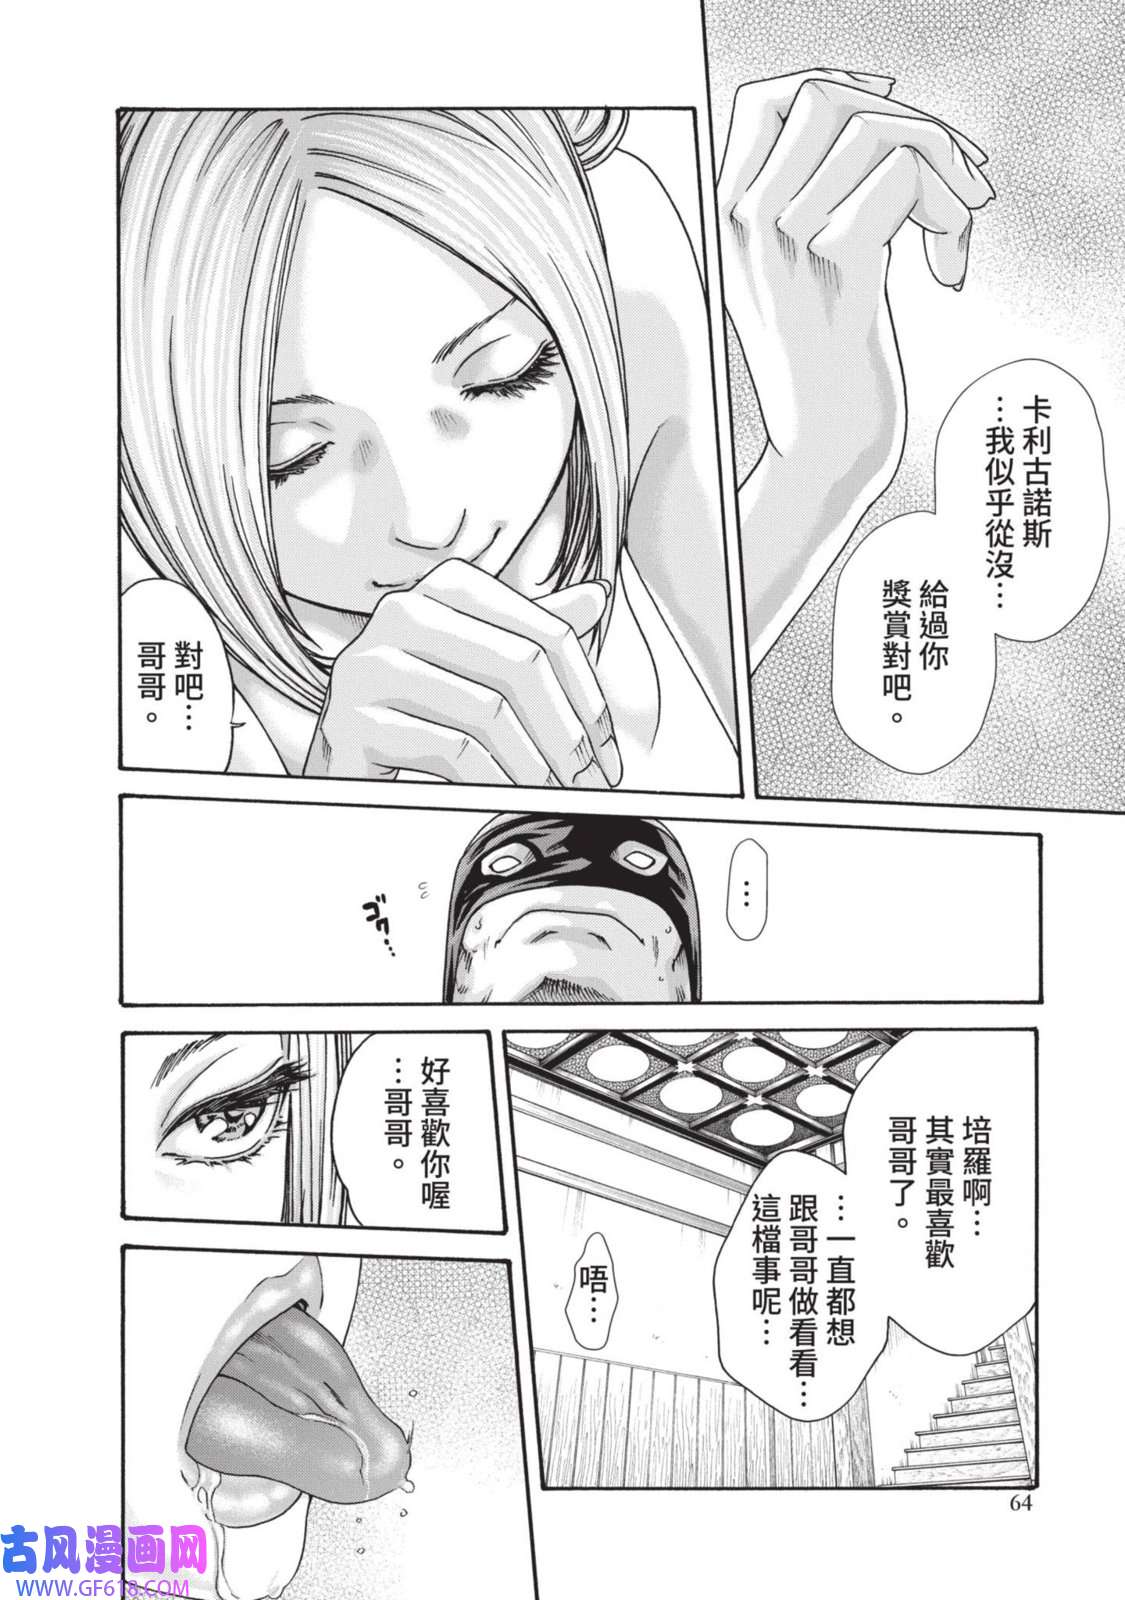 卡利古諾斯
…我似乎從沒…
給過你
獎賞對吧。
對吧…
哥哥。
…
ゴク…
培羅啊…
其實最喜歡
哥哥了。
…一直都想
跟哥哥做看看…
這檔事呢…
唔…
好喜歡你喔
…哥哥。
64
古风漫画网
WWW.GF618.COM